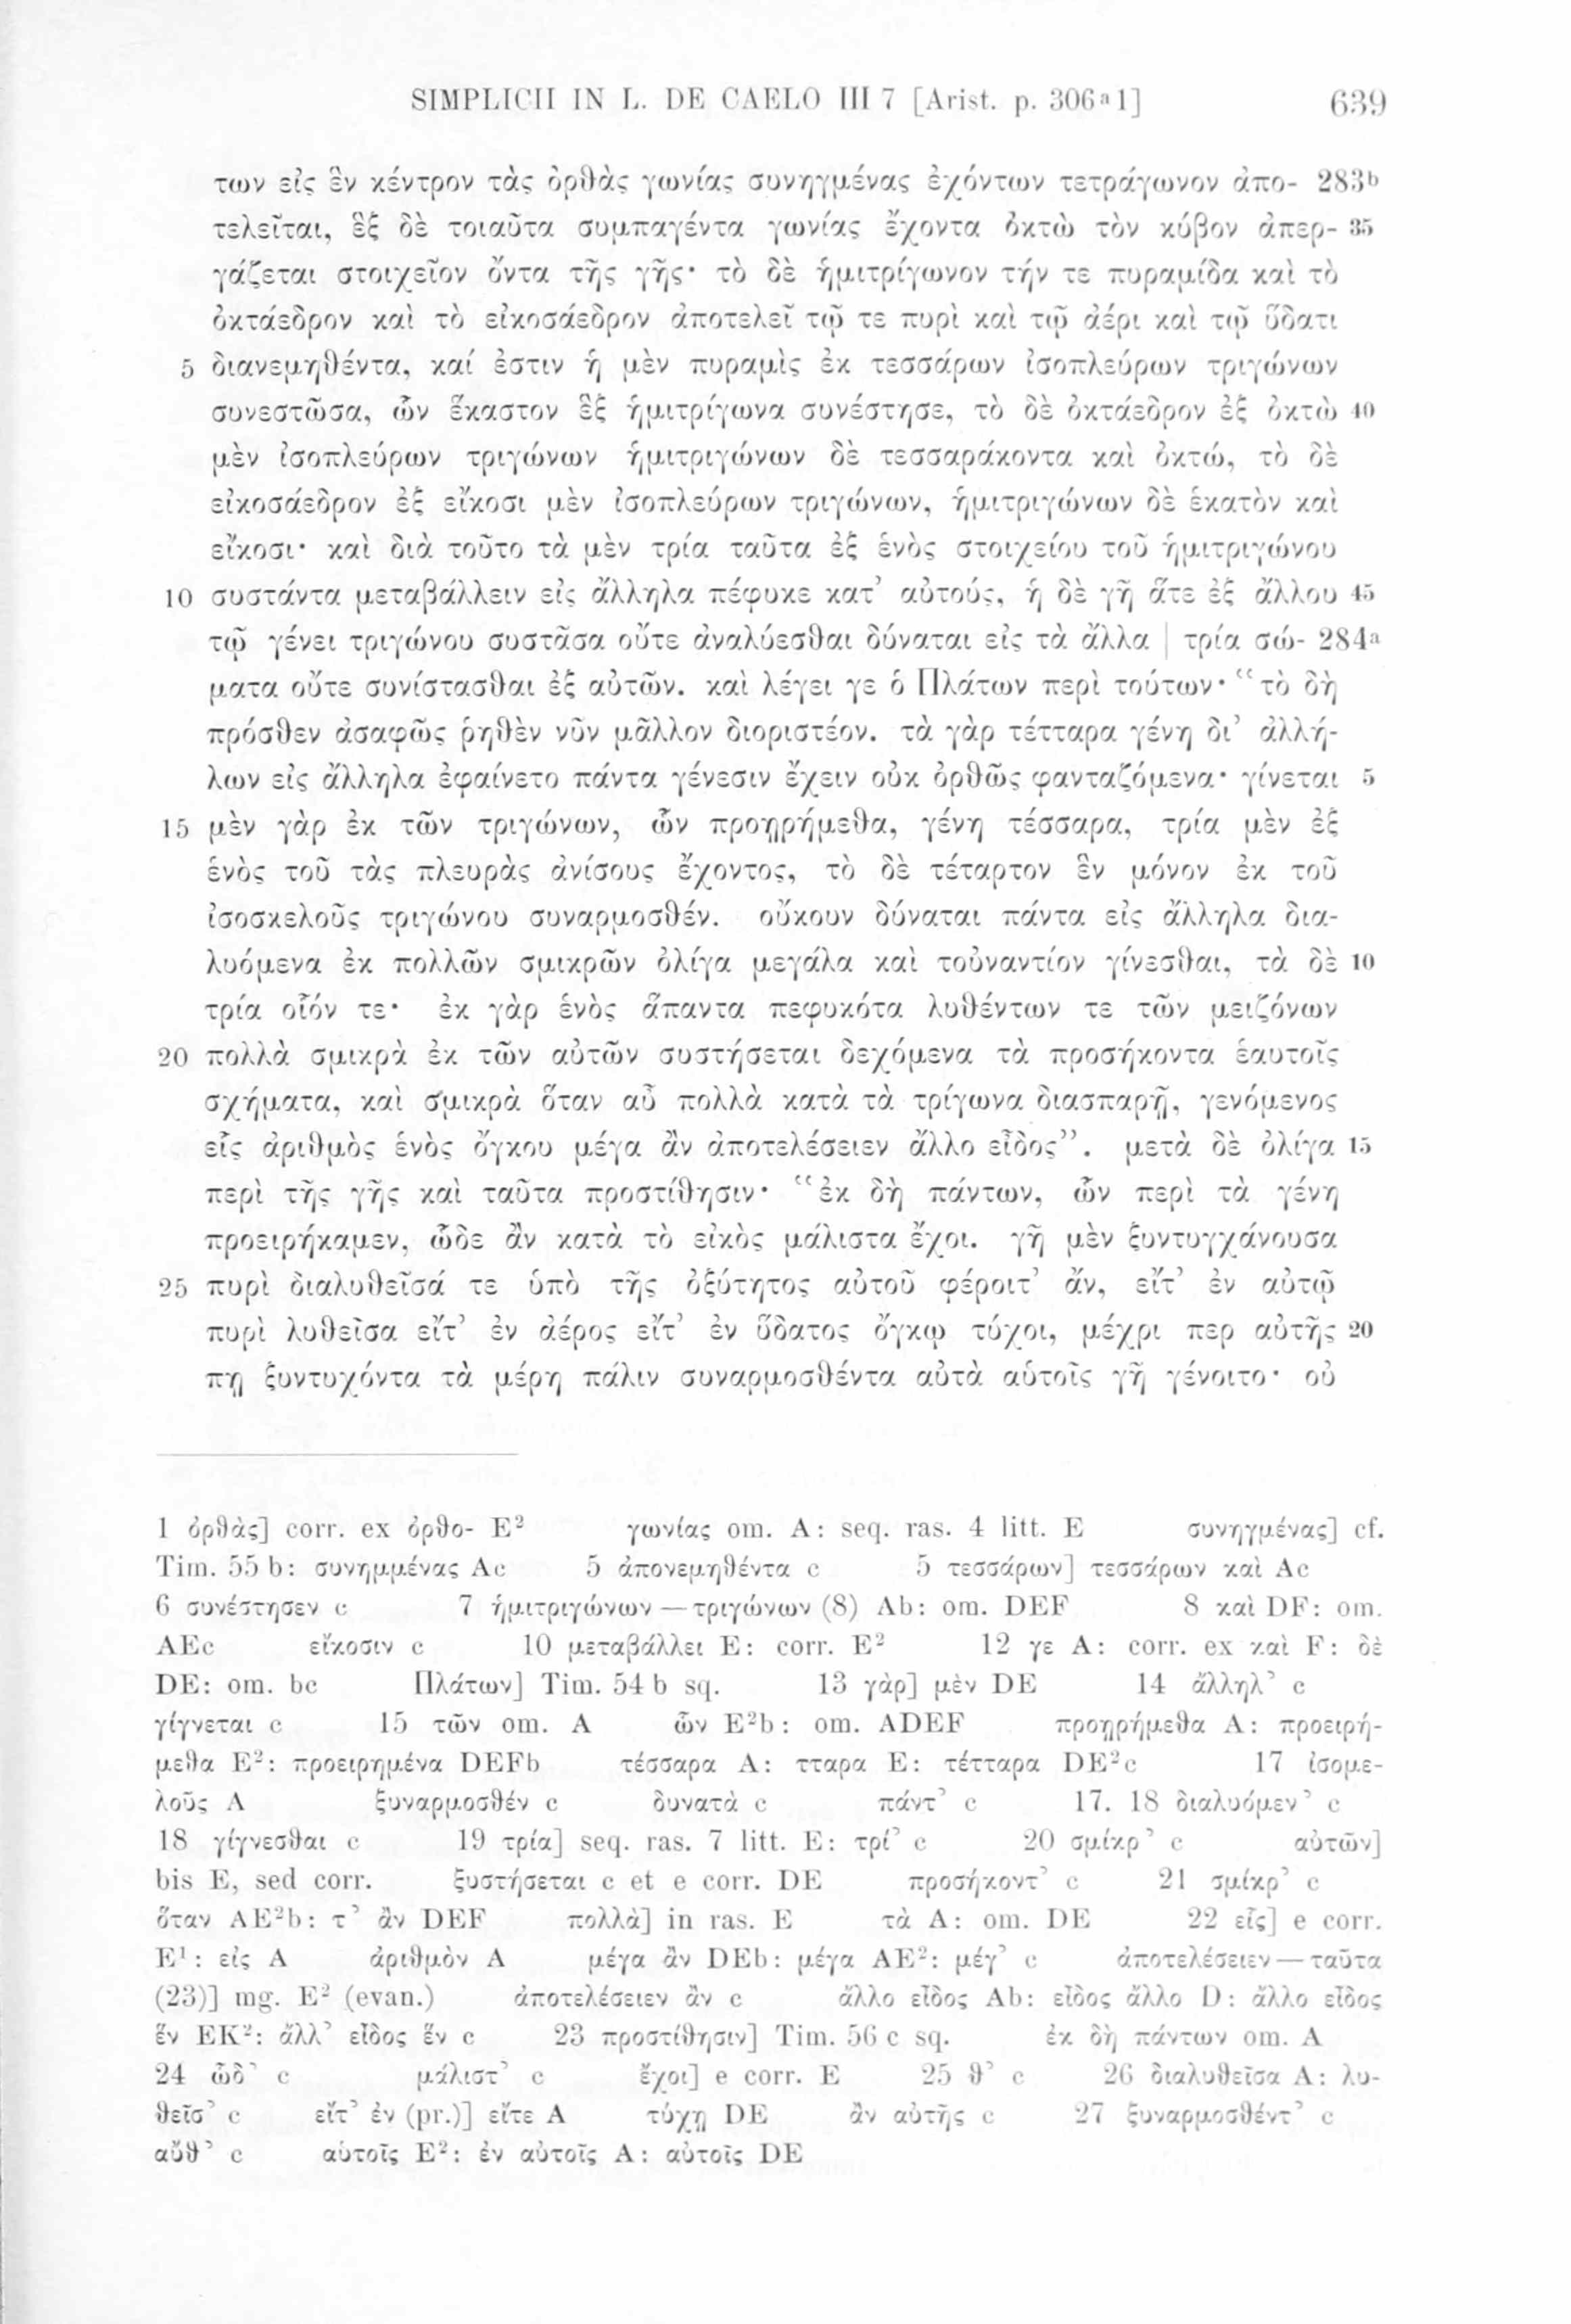 SIMPLICII IN L. DE CAELO III 7 [Arist. p. 306ª1] 639
των εἰς ἓν κέντρον τὰς ὀρθὰς γωνίας συνηγμένας ἐχόντων τετράγωνον ἀπο- 283ᵇ
τελεῖται, ἓξ δὲ τοιαῦτα συμπαγέντα γωνίας ἔχοντα ὀκτὼ τὸν κύβον ἀπερ- 35
γάζεται στοιχεῖον ὄντα τῆς γῆς· τὸ δὲ ἡμιτρίγωνον τήν τε πυραμίδα καὶ τὸ
ὀκτάεδρον καὶ τὸ εἰκοσάεδρον ἀποτελεῖ τῷ τε πυρὶ καὶ τῷ ἀέρι καὶ τῷ ὕδατι
5 διανεμηθέντα, καί ἐστιν ἡ μὲν πυραμὶς ἐκ τεσσάρων ἰσοπλεύρων τριγώνων
συνεστῶσα, ὧν ἕκαστον ἓξ ἡμιτρίγωνα συνέστησε, τὸ δὲ ὀκτάεδρον ἐξ ὀκτὼ 40
μὲν ἰσοπλεύρων τριγώνων ἡμιτριγώνων δὲ τεσσαράκοντα καὶ ὀκτώ, τὸ δὲ
εἰκοσάεδρον ἐξ εἴκοσι μὲν ἰσοπλεύρων τριγώνων, ἡμιτριγώνων δὲ ἑκατὸν καὶ
εἴκοσι· καὶ διὰ τοῦτο τὰ μὲν τρία ταῦτα ἐξ ἑνὸς στοιχείου τοῦ ἡμιτριγώνου
10 συστάντα μεταβάλλειν εἰς ἄλληλα πέφυκε κατ’ αὐτούς, ἡ δὲ γῆ ἅτε ἐξ ἄλλου 45
τῷ γένει τριγώνου συστᾶσα οὔτε ἀναλύεσθαι δύναται εἰς τὰ ἄλλα | τρία σώ- 284ª
ματα οὔτε συνίστασθαι ἐξ αὐτῶν. καὶ λέγει γε ὁ Πλάτων περὶ τούτων· “τὸ δὴ
πρόσθεν ἀσαφῶς ῥηθὲν νῦν μᾶλλον διοριστέον. τὰ γὰρ τέτταρα γένη δι’ ἀλλή-
λων εἰς ἄλληλα ἐφαίνετο πάντα γένεσιν ἔχειν οὐκ ὀρθῶς φανταζόμενα· γίνεται 5
15 μὲν γὰρ ἐκ τῶν τριγώνων, ὧν προῃρήμεθα, γένη τέσσαρα, τρία μὲν ἐξ
ἑνὸς τοῦ τὰς πλευρὰς ἀνίσους ἔχοντος, τὸ δὲ τέταρτον ἓν μόνον ἐκ τοῦ
ἰσοσκελοῦς τριγώνου συναρμοσθέν. οὔκουν δύναται πάντα εἰς ἄλληλα δια-
λυόμενα ἐκ πολλῶν σμικρῶν ὀλίγα μεγάλα καὶ τοὐναντίον γίνεσθαι, τὰ δὲ 10
τρία οἷόν τε· ἐκ γὰρ ἑνὸς ἅπαντα πεφυκότα λυθέντων τε τῶν μειζόνων
20 πολλὰ σμικρὰ ἐκ τῶν αὐτῶν συστήσεται δεχόμενα τὰ προσήκοντα ἑαυτοῖς
σχήματα, καὶ σμικρὰ ὅταν αὖ πολλὰ κατὰ τὰ τρίγωνα διασπαρῇ, γενόμενος
εἷς ἀριθμὸς ἑνὸς ὄγκου μέγα ἂν ἀποτελέσειεν ἄλλο εἶδος”. μετὰ δὲ ὀλίγα 15
περὶ τῆς γῆς καὶ ταῦτα προστίθησιν· “ἐκ δὴ πάντων, ὧν περὶ τὰ γένη
προειρήκαμεν, ὧδε ἂν κατὰ τὸ εἰκὸς μάλιστα ἔχοι. γῆ μὲν ξυντυγχάνουσα
25 πυρὶ διαλυθεῖσά τε ὑπὸ τῆς ὀξύτητος αὐτοῦ φέροιτ’ ἄν, εἴτ’ ἐν αὐτῷ
πυρὶ λυθεῖσα εἴτ’ ἐν ἀέρος εἴτ’ ἐν ὕδατος ὄγκῳ τύχοι, μέχρι περ αὐτῆς 20
πῃ ξυντυχόντα τὰ μέρη πάλιν συναρμοσθέντα αὐτὰ αὑτοῖς γῆ γένοιτο· οὐ
1 ὀρθὰς] corr. ex ὀρθο- E² γωνίας om. A: seq. ras. 4 litt. E συνηγμένας] cf.
Tim. 55 b: συνημμένας Ac 5 ἀπονεμηθέντα c 5 τεσσάρων] τεσσάρων καὶ Ac
6 συνέστησεν c 7 ἡμιτριγώνων — τριγώνων (8) Ab: om. DEF 8 καὶ DF: om.
AEc εἴκοσιν c 10 μεταβάλλει E: corr. E² 12 γε A: corr. ex καὶ F: δὲ
DE: om. bc Πλάτων] Tim. 54 b sq. 13 γὰρ] μὲν DE 14 ἄλληλ’ c
γίγνεται c 15 τῶν om. A ὧν E²b: om. ADEF προῃρήμεθα A: προειρή-
μεθα E²: προειρημένα DEFb τέσσαρα A: τταρα E: τέτταρα DE²c 17 ἰσομε-
λοῦς A ξυναρμοσθέν c δυνατὰ c πάντ’ c 17. 18 διαλυόμεν’ c
18 γίγνεσθαι c 19 τρία] seq. ras. 7 litt. E: τρί’ c 20 σμίκρ’ c αὐτῶν]
bis E, sed corr. ξυστήσεται c et e corr. DE προσήκοντ’ c 21 σμίκρ’ c
ὅταν AE²b: τ’ ἂν DEF πολλὰ] in ras. E τὰ A: om. DE 22 εἷς] e corr.
E¹: εἰς A ἀριθμὸν A μέγα ἂν DEb: μέγα AE²: μέγ’ c ἀποτελέσειεν — ταῦτα
(23)] mg. E² (evan.) ἀποτελέσειεν ἂν c ἄλλο εἶδος Ab: εἶδος ἄλλο D: ἄλλο εἶδος
ἕν EK²: ἄλλ’ εἶδος ἕν c 23 προστίθησιν] Tim. 56 c sq. ἐκ δὴ πάντων om. A
24 ὧδ’ c μάλιστ’ c ἔχοι] e corr. E 25 θ’ c 26 διαλυθεῖσα A: λυ-
θεῖσ’ c εἴτ’ ἐν (pr.)] εἴτε A τύχῃ DE ἂν αὐτῆς c 27 ξυναρμοσθέντ’ c
αὔθ’ c αὑτοῖς E²: ἐν αὐτοῖς A: αὐτοῖς DE